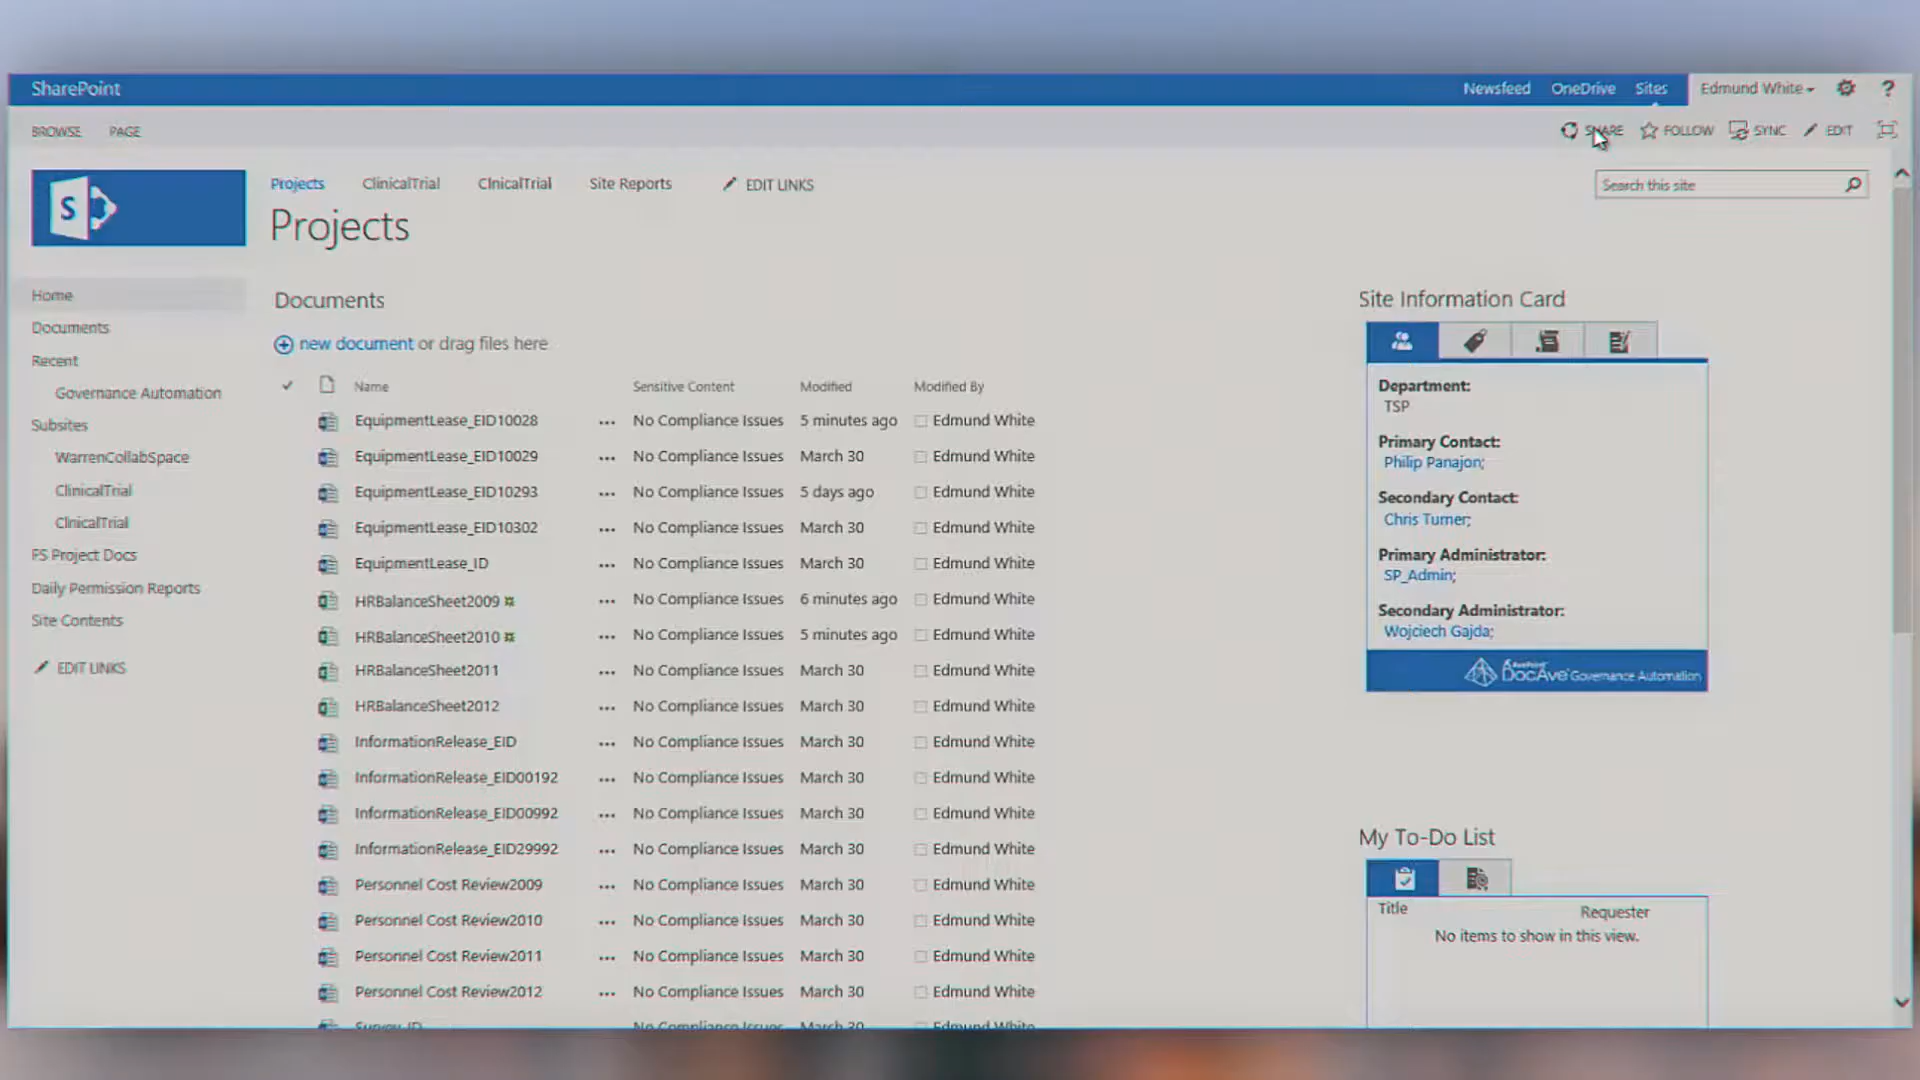 SharePoint
Newsfeed OneDrive Sites Edmund White ?
BROWSE PAGE
SHARE FOLLOW SYNC EDIT
S
Projects ClinicalTrial ClnicalTrial Site Reports EDIT LINKS
Search this site
Projects
Home
Documents
Recent
Governance Automation
Subsites
WarrenCollabSpace
ClinicalTrial
ClnicalTrial
FS Project Docs
Daily Permission Reports
Site Contents
EDIT LINKS
Documents
new document or drag files here
Name Sensitive Content Modified Modified By
EquipmentLease_EID10028 ... No Compliance Issues 5 minutes ago Edmund White
EquipmentLease_EID10029 ... No Compliance Issues March 30 Edmund White
EquipmentLease_EID10293 ... No Compliance Issues 5 days ago Edmund White
EquipmentLease_EID10302 ... No Compliance Issues March 30 Edmund White
EquipmentLease_ID ... No Compliance Issues March 30 Edmund White
HRBalanceSheet2009 ... No Compliance Issues 6 minutes ago Edmund White
HRBalanceSheet2010 ... No Compliance Issues 5 minutes ago Edmund White
HRBalanceSheet2011 ... No Compliance Issues March 30 Edmund White
HRBalanceSheet2012 ... No Compliance Issues March 30 Edmund White
InformationRelease_EID ... No Compliance Issues March 30 Edmund White
InformationRelease_EID00192 ... No Compliance Issues March 30 Edmund White
InformationRelease_EID00992 ... No Compliance Issues March 30 Edmund White
InformationRelease_EID29992 ... No Compliance Issues March 30 Edmund White
Personnel Cost Review2009 ... No Compliance Issues March 30 Edmund White
Personnel Cost Review2010 ... No Compliance Issues March 30 Edmund White
Personnel Cost Review2011 ... No Compliance Issues March 30 Edmund White
Personnel Cost Review2012 ... No Compliance Issues March 30 Edmund White
Survey_ID No Compliance Issues March 30 Edmund White
Site Information Card
Department:
TSP
Primary Contact:
Philip Panajon;
Secondary Contact:
Chris Turner;
Primary Administrator:
SP_Admin;
Secondary Administrator:
Wojciech Gajda;
AvePoint
DocAve Governance Automation
My To-Do List
Title Requester
No items to show in this view.